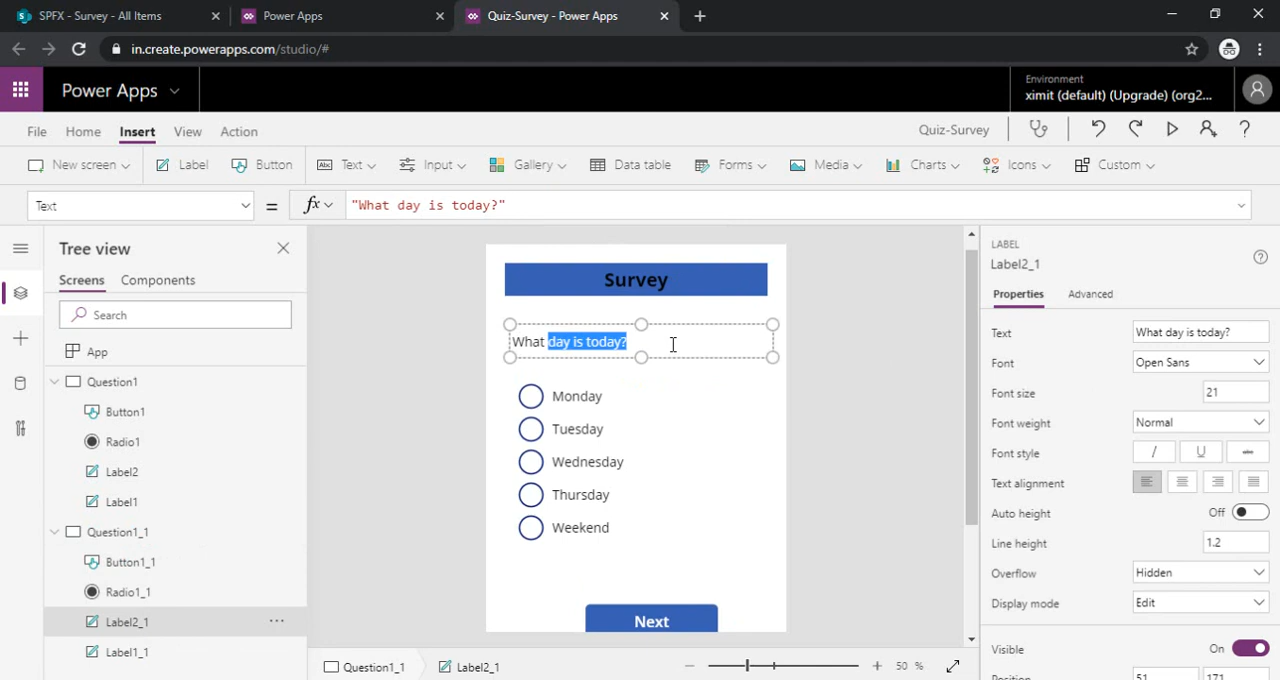 SPFX - Survey - All Items
Power Apps
Quiz-Survey - Power Apps
in.create.powerapps.com/studio/#
Power Apps
Environment
ximit (default) (Upgrade) (org2...
File Home Insert View Action
Quiz-Survey
New screen Label Button Text Input Gallery Data table Forms Media Charts Icons Custom
Text = fx "What day is today?"
Tree view
Screens Components
Search
App
Question1
Button1
Radio1
Label2
Label1
Question1_1
Button1_1
Radio1_1
Label2_1
Label1_1
Survey
What day is today?
Monday
Tuesday
Wednesday
Thursday
Weekend
Next
Question1_1 Label2_1
50 %
LABEL
Label2_1
Properties Advanced
Text What day is today?
Font Open Sans
Font size 21
Font weight Normal
Font style / U abc
Text alignment
Auto height Off
Line height 1.2
Overflow Hidden
Display mode Edit
Visible On
Position 51 171